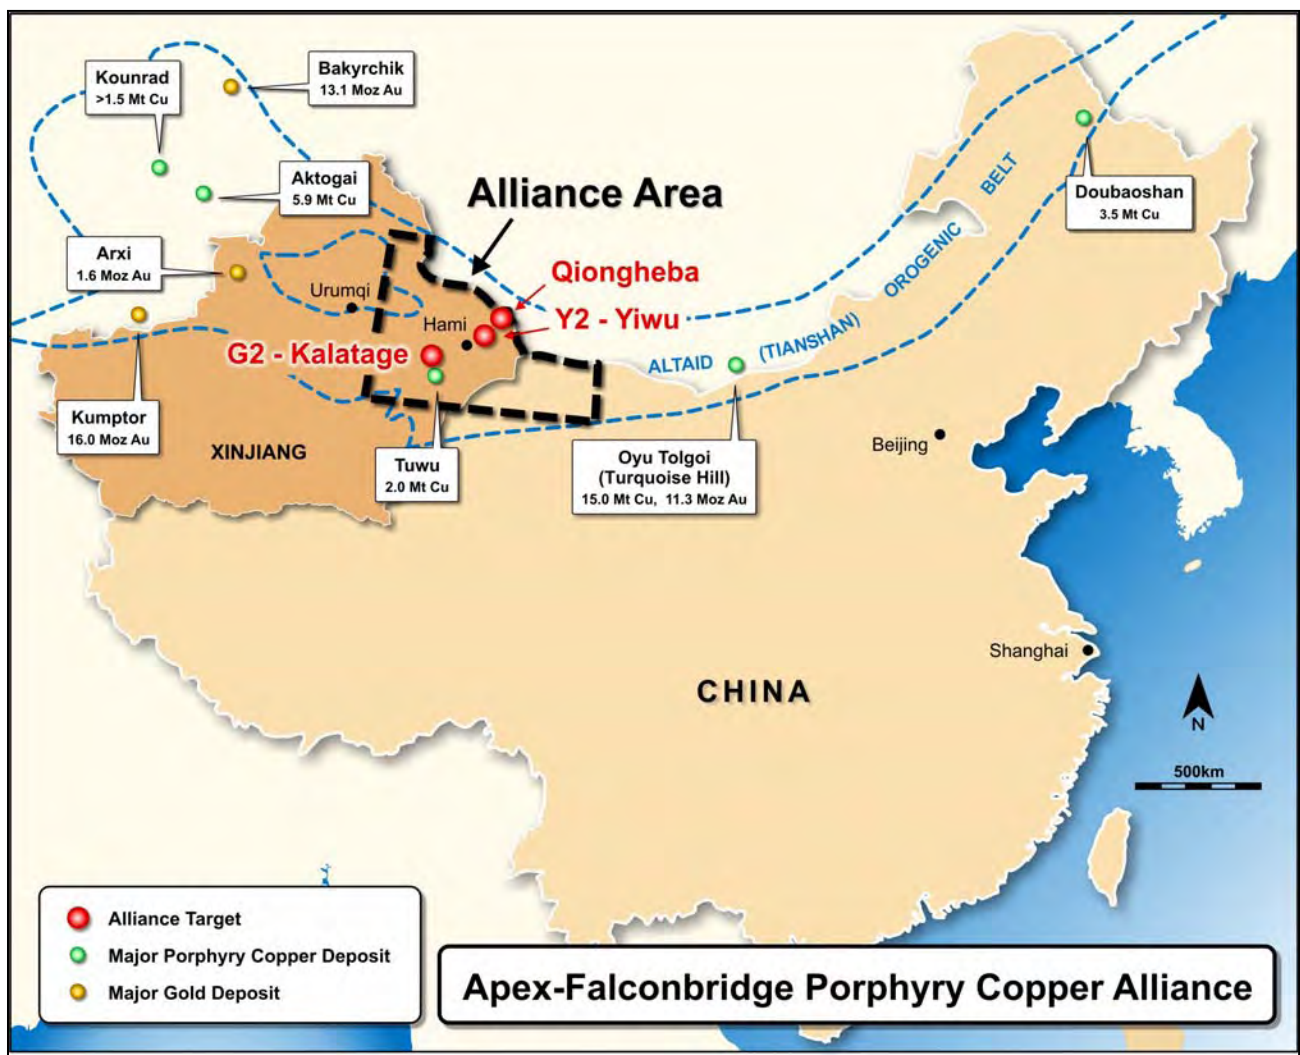 Kounrad
>1.5 Mt Cu
Bakyrchik
13.1 Moz Au
Aktogai
5.9 Mt Cu
Alliance Area
BELT
Doubaoshan
3.5 Mt Cu
Arxi
1.6 Moz Au
OROGENIC
Qiongheba
Urumqi
Hami
Y2 - Yiwu
G2 - Kalatage
ALTAID
(TIANSHAN)
Kumptor
16.0 Moz Au
XINJIANG
Tuwu
2.0 Mt Cu
Oyu Tolgoi
(Turquoise Hill)
15.0 Mt Cu, 11.3 Moz Au
Beijing
Shanghai
CHINA
N
500km
Alliance Target
Major Porphyry Copper Deposit
Major Gold Deposit
Apex-Falconbridge Porphyry Copper Alliance